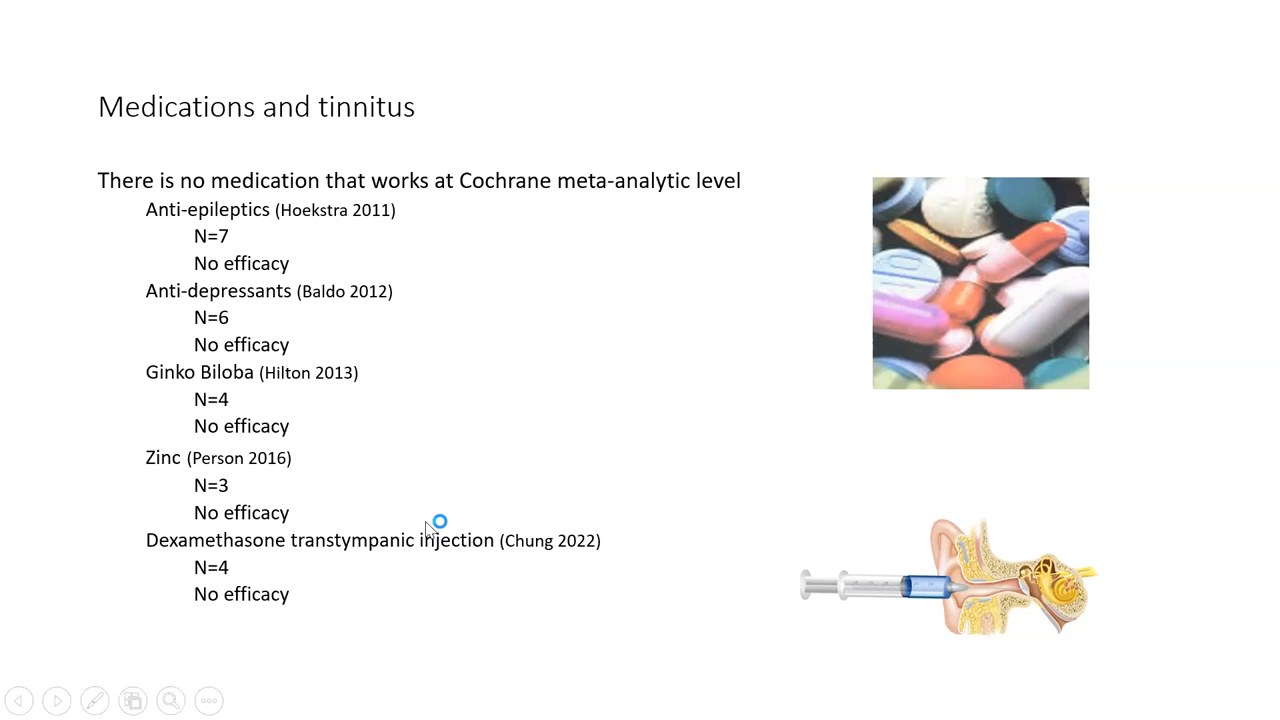 Medications and tinnitus
There is no medication that works at Cochrane meta-analytic level
Anti-epileptics (Hoekstra 2011)
N=7
No efficacy
Anti-depressants (Baldo 2012)
N=6
No efficacy
Ginko Biloba (Hilton 2013)
N=4
No efficacy
Zinc (Person 2016)
N=3
No efficacy
Dexamethasone transtympanic injection (Chung 2022)
N=4
No efficacy